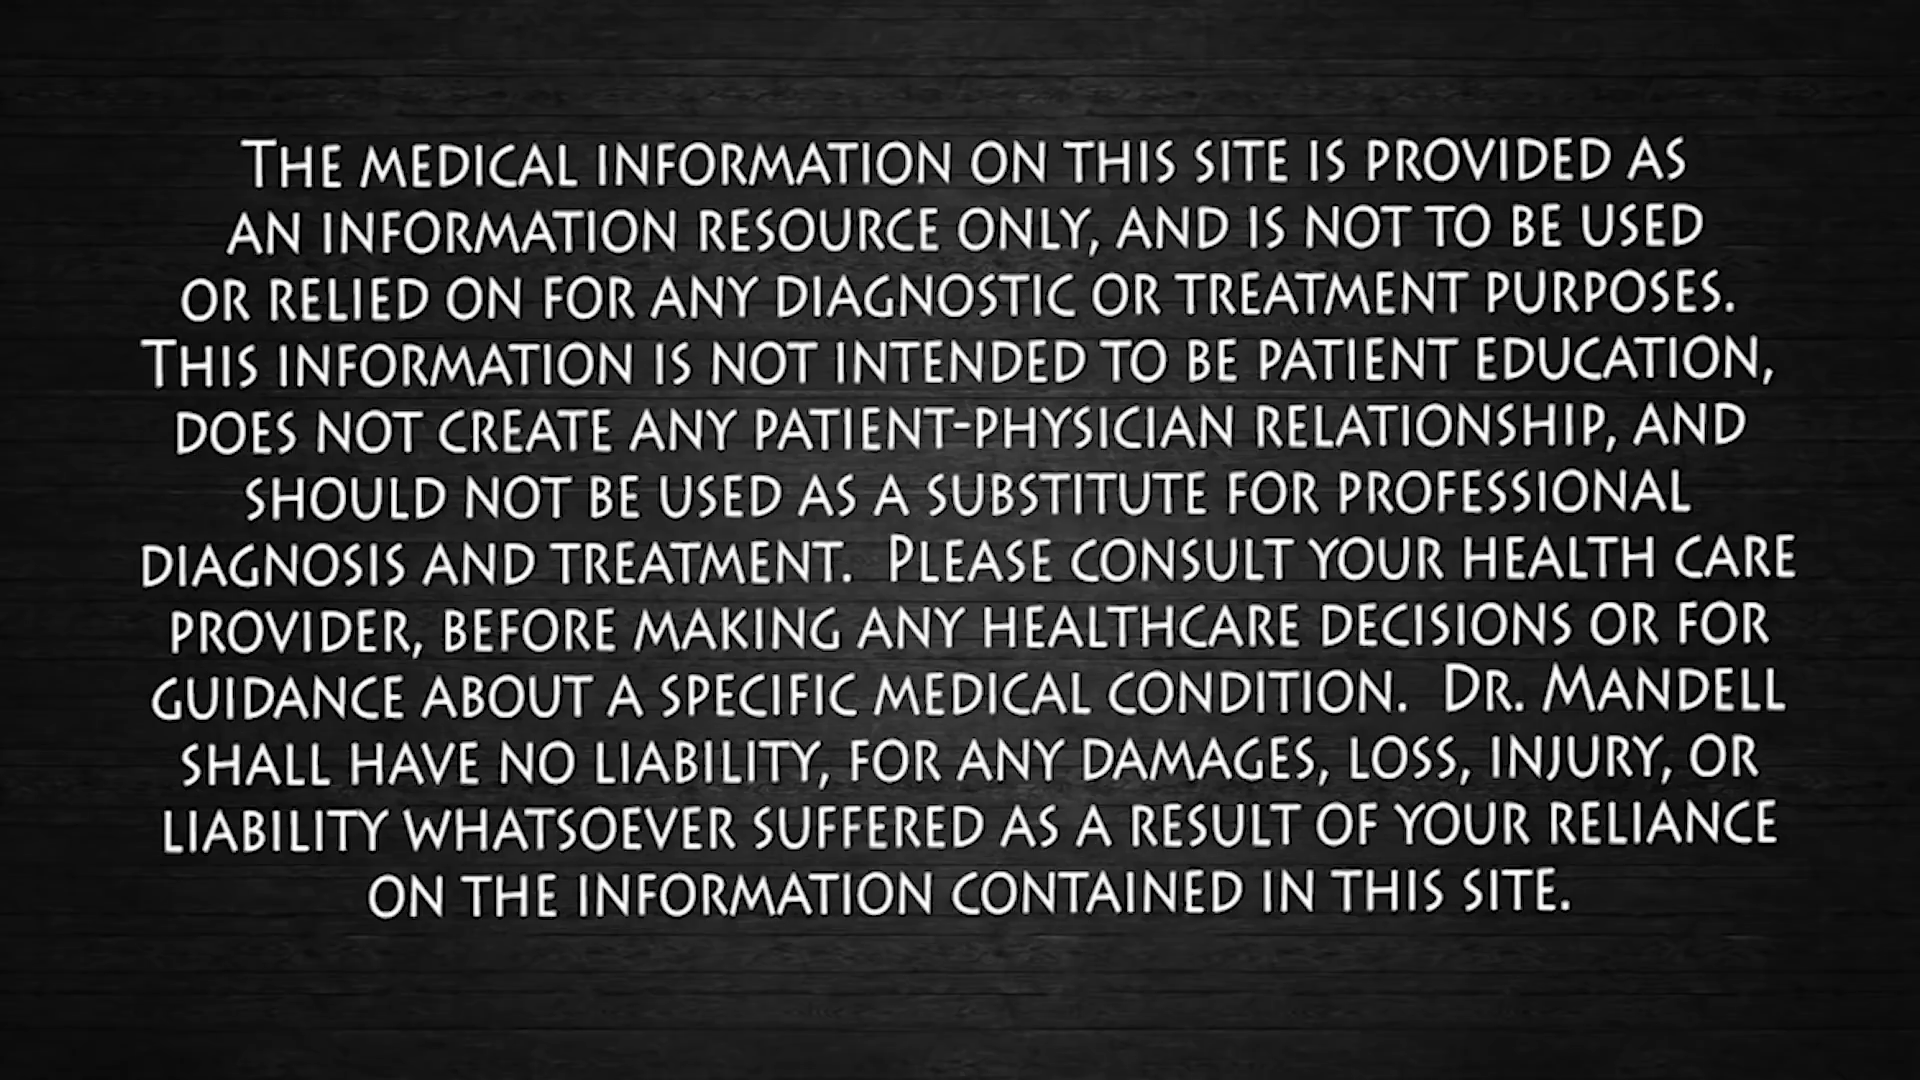 The medical information on this site is provided as
an information resource only, and is not to be used
or relied on for any diagnostic or treatment purposes.
This information is not intended to be patient education,
does not create any patient-physician relationship, and
should not be used as a substitute for professional
diagnosis and treatment.  Please consult your health care
provider, before making any healthcare decisions or for
guidance about a specific medical condition.  Dr. Mandell
shall have no liability, for any damages, loss, injury, or
liability whatsoever suffered as a result of your reliance
on the information contained in this site.